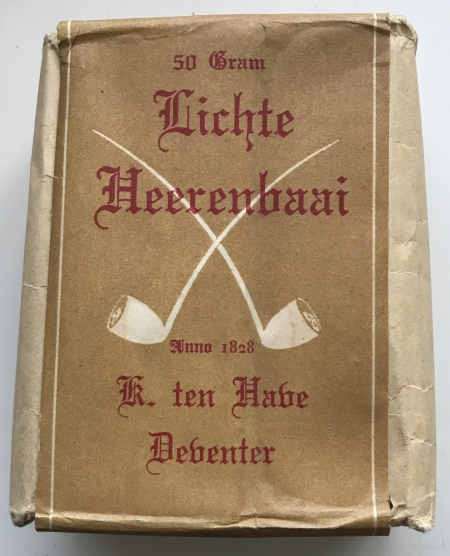 50 Gram
Lichte
Heerenbaai
Anno 1828
K. ten Have
Deventer